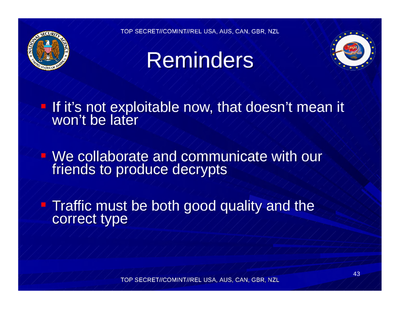 TOP SECRET//COMINT//REL USA, AUS, CAN, GBR, NZL
Reminders
If it's not exploitable now, that doesn't mean it
won't be later
We collaborate and communicate with our
friends to produce decrypts
Traffic must be both good quality and the
correct type
43
TOP SECRET//COMINT//REL USA, AUS, CAN, GBR, NZL